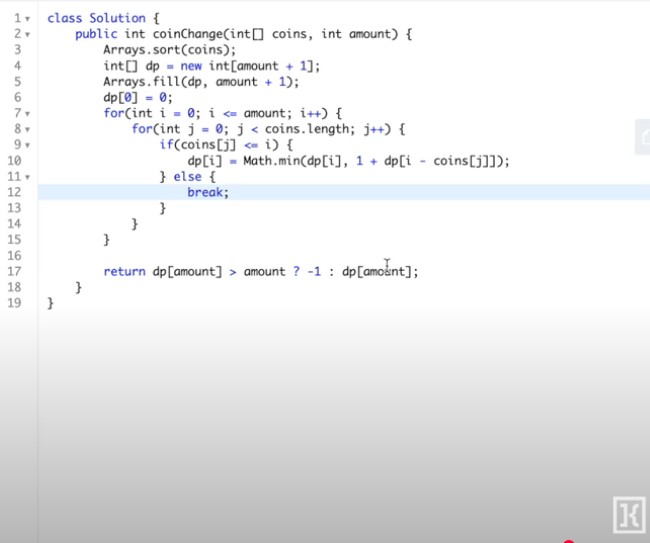 1 class Solution {
2 public int coinChange(int[] coins, int amount) {
3 Arrays.sort(coins);
4 int[] dp = new int[amount + 1];
5 Arrays.fill(dp, amount + 1);
6 dp[0] = 0;
7 for(int i = 0; i <= amount; i++) {
8 for(int j = 0; j < coins.length; j++) {
9 if(coins[j] <= i) {
10 dp[i] = Math.min(dp[i], 1 + dp[i - coins[j]]);
11 } else {
12 break;
13 }
14 }
15 }
16
17 return dp[amount] > amount ? -1 : dp[amount];
18 }
19 }
K